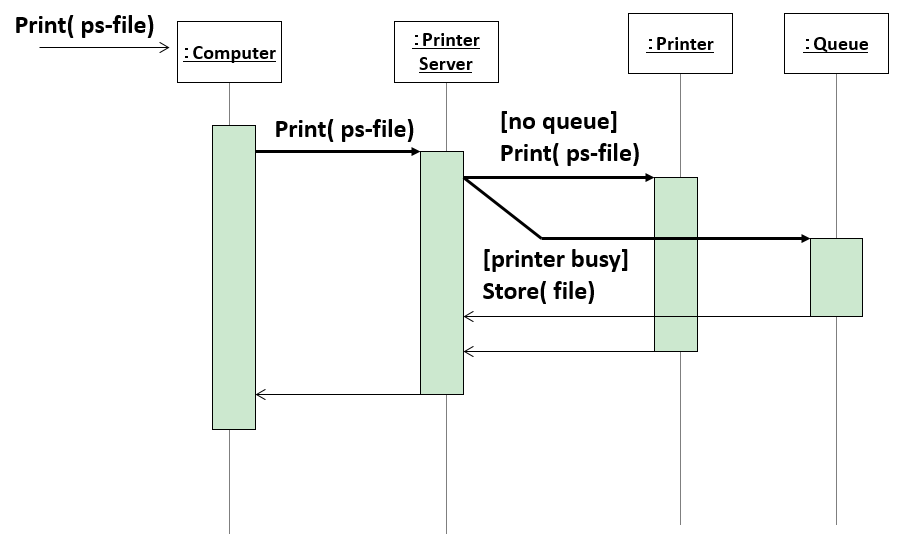 Print( ps-file)
:Computer
:Printer
Server
:Printer
:Queue
Print( ps-file)
[no queue]
Print( ps-file)
[printer busy]
Store( file)